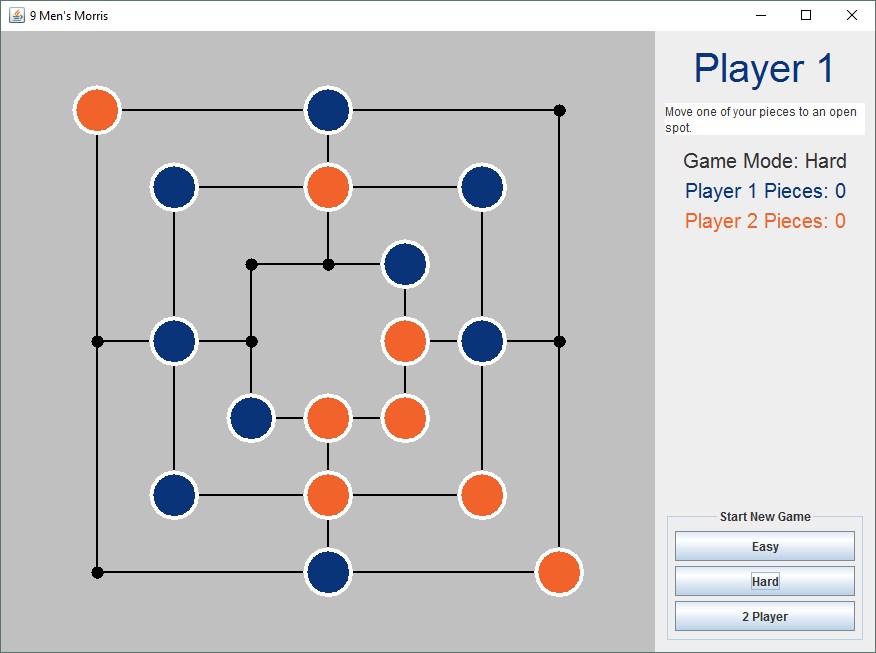 9 Men's Morris
Player 1
Move one of your pieces to an open
spot.
Game Mode: Hard
Player 1 Pieces: 0
Player 2 Pieces: 0
Start New Game
Easy
Hard
2 Player